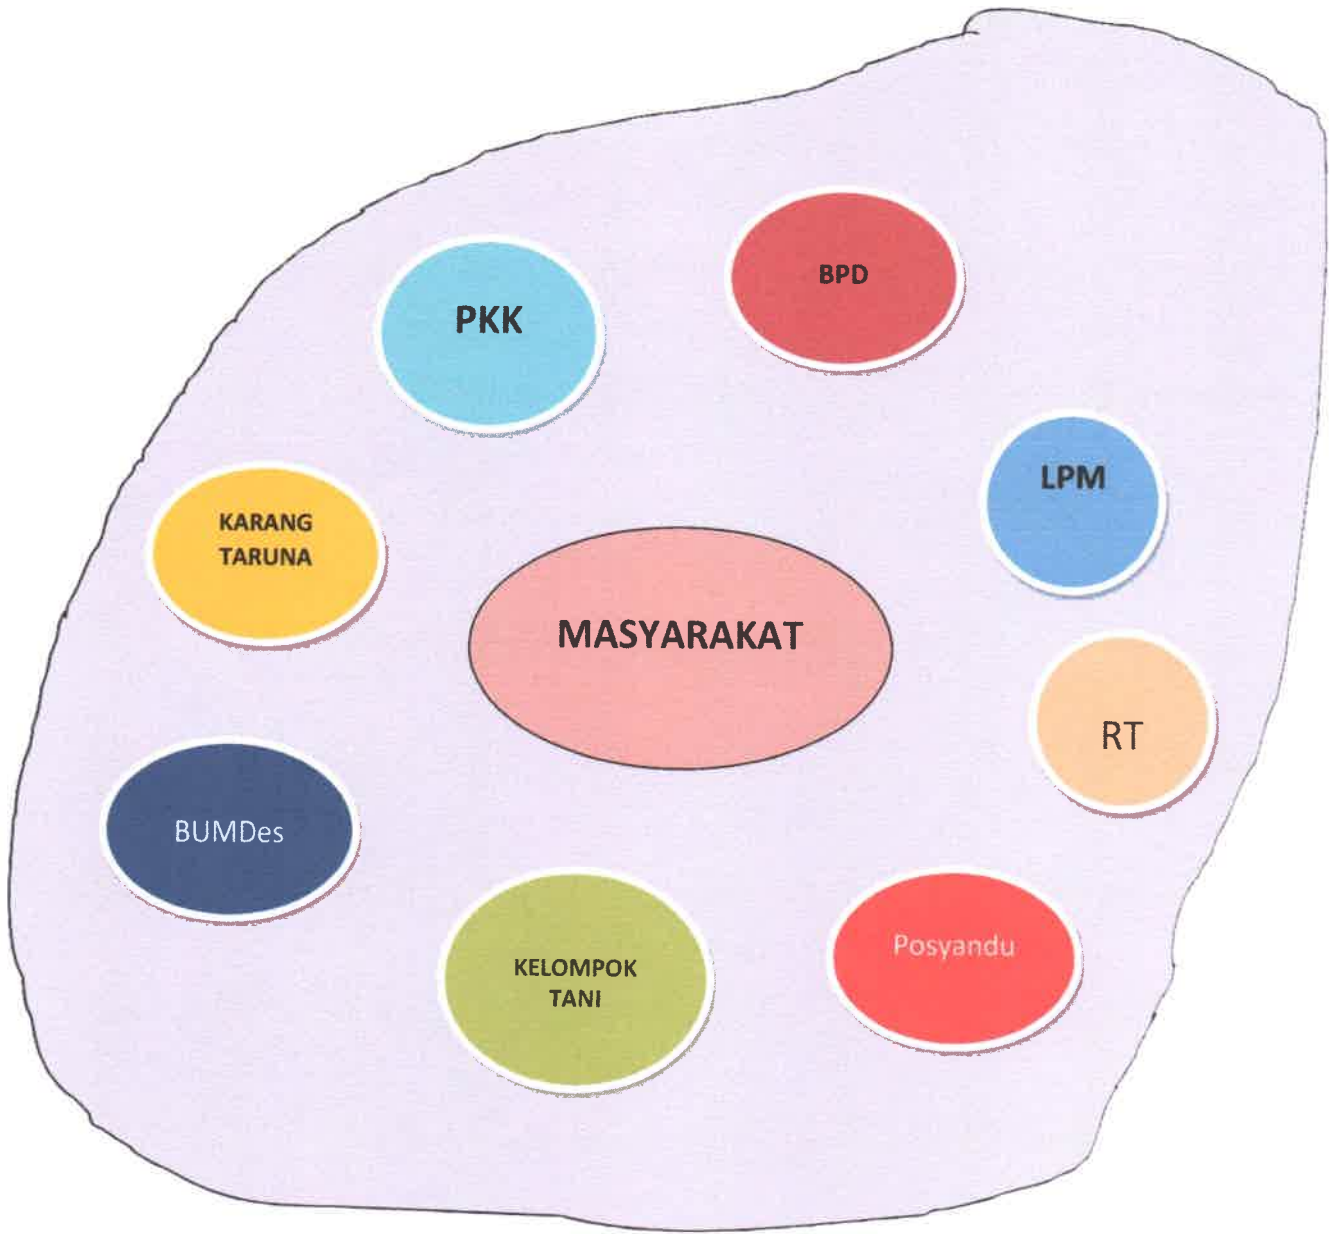 BPD
PKK
LPM
KARANG
TARUNA
MASYARAKAT
RT
BUMDes
Posyandu
KELOMPOK
TANI